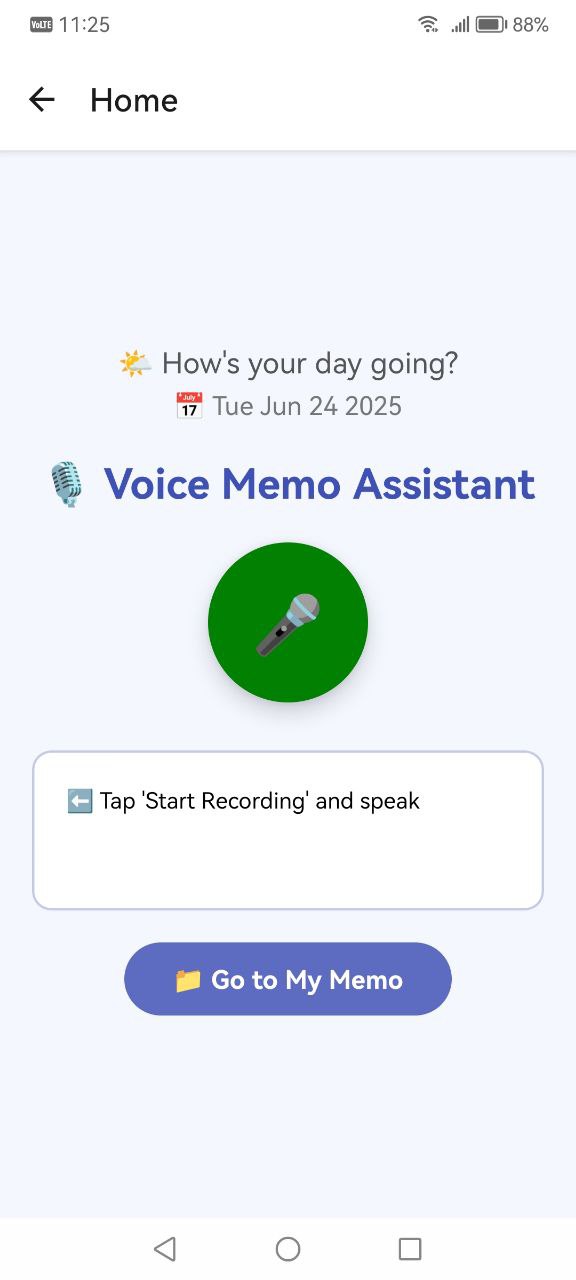 VoLTE 11:25 88%
Home
How's your day going?
July 17 Tue Jun 24 2025
Voice Memo Assistant
Tap 'Start Recording' and speak
Go to My Memo